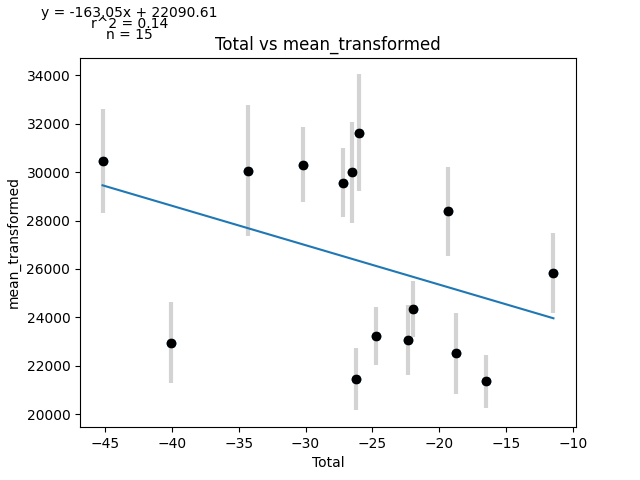 y = -163.05x + 22090.61
r^2 = 0.14
n = 15
Total vs mean_transformed
34000
32000
30000
28000
26000
24000
22000
20000
mean_transformed
−45
−40
−35
−30
−25
−20
−15
−10
Total